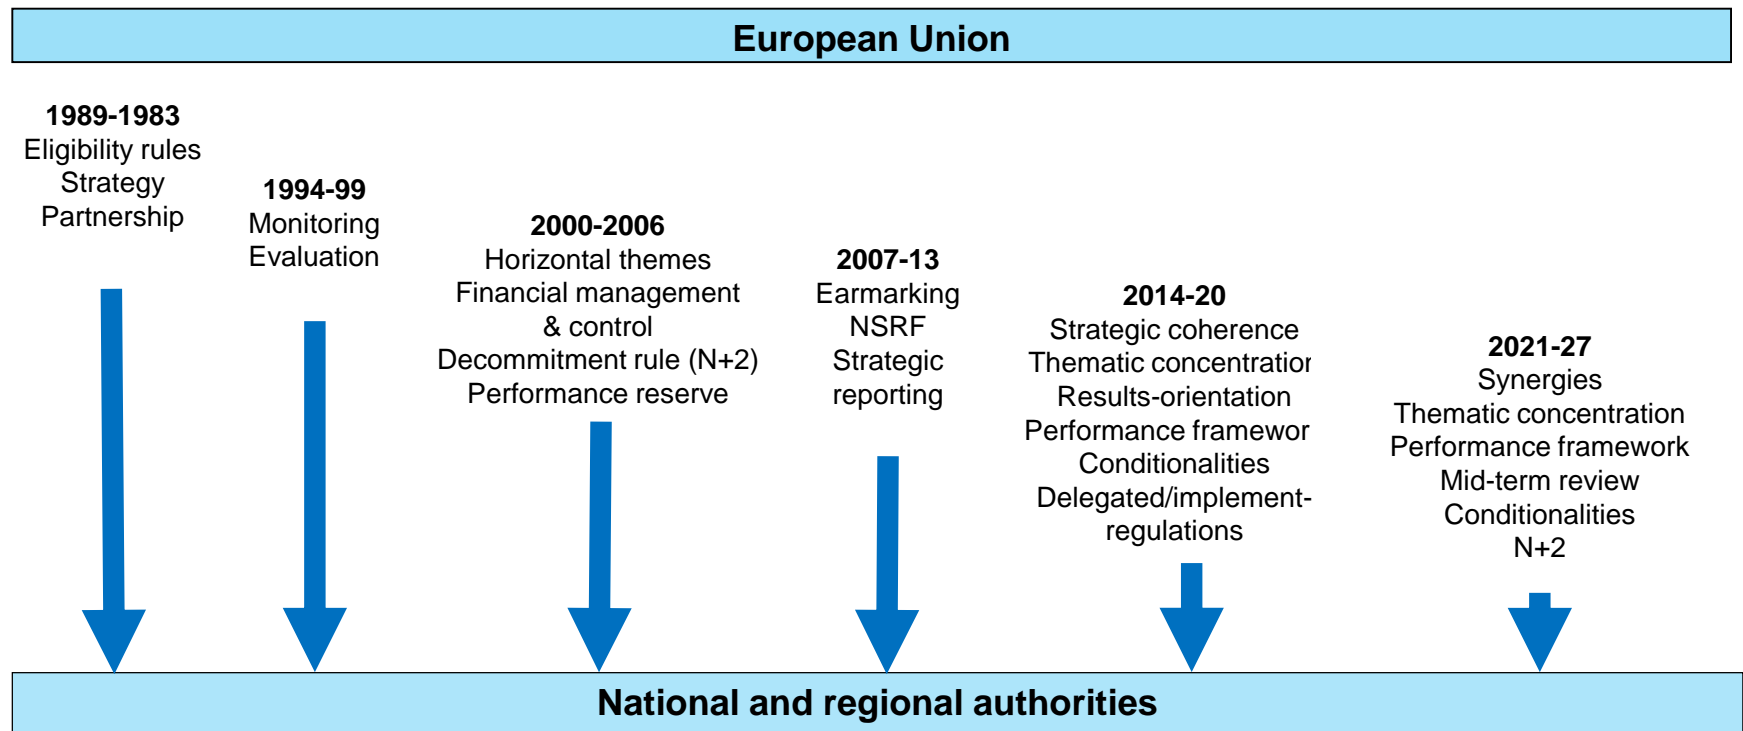 European Union
1989-1983
Eligibility rules
Strategy
Partnership
1994-99
Monitoring
Evaluation
2000-2006
Horizontal themes
Financial management
& control
Decommitment rule (N+2)
Performance reserve
2007-13
Earmarking
NSRF
Strategic
reporting
2014-20
Strategic coherence
Thematic concentration
Results-orientation
Performance framewor
Conditionalities
Delegated/implement-
regulations
2021-27
Synergies
Thematic concentration
Performance framework
Mid-term review
Conditionalities
N+2
National and regional authorities